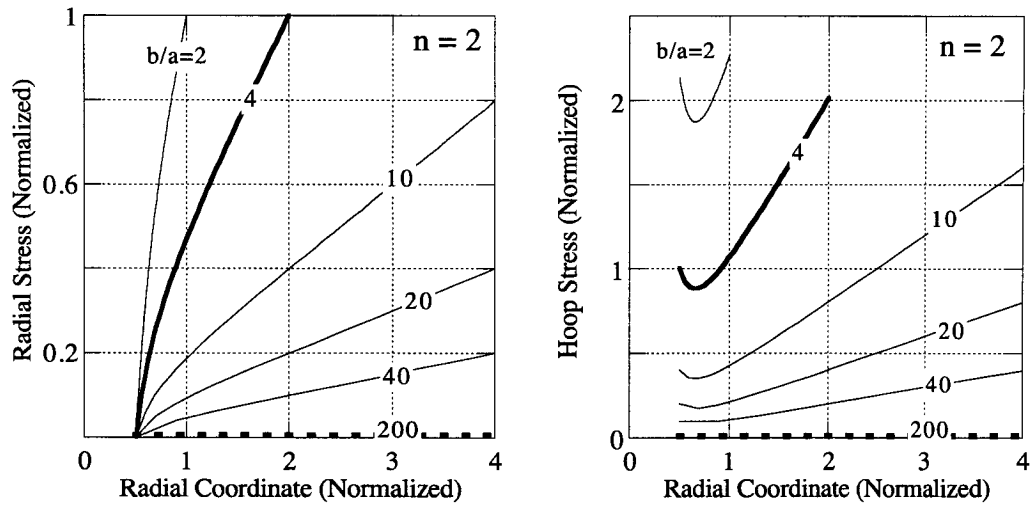 n = 2
b/a=2
4
10
20
40
200
1
0.6
0.2
0 1 2 3 4
Radial Stress (Normalized)
Radial Coordinate (Normalized)
n = 2
b/a=2
4
10
20
40
200
2
1
0
0 1 2 3 4
Hoop Stress (Normalized)
Radial Coordinate (Normalized)